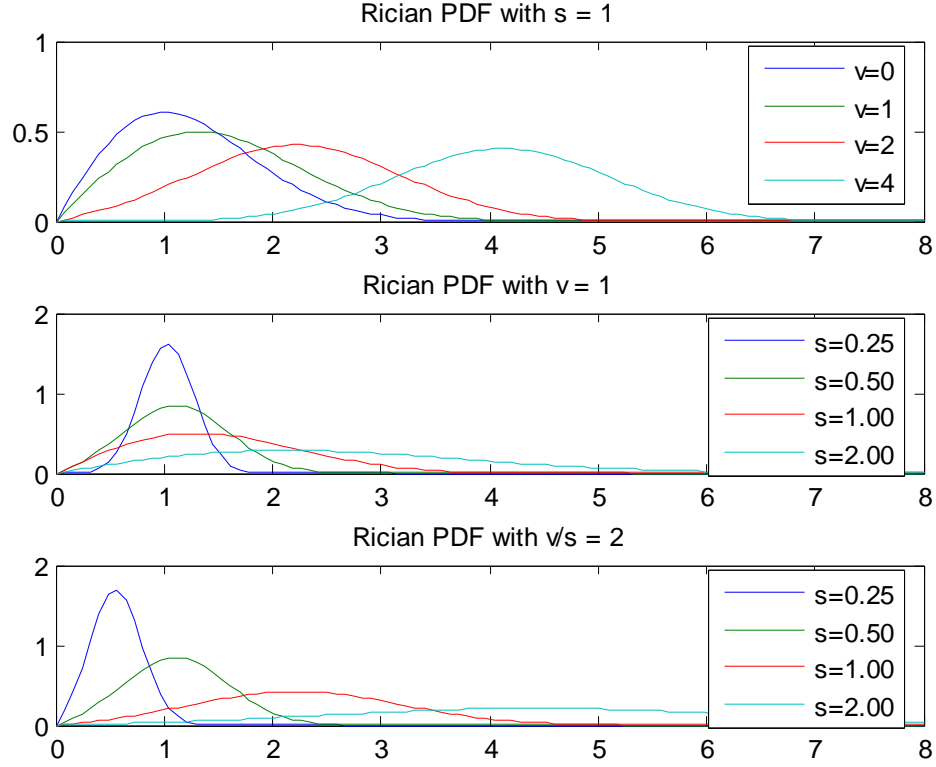 Rician PDF with s = 1
1
0.5
0
v=0
v=1
v=2
v=4
0 1 2 3 4 5 6 7 8
Rician PDF with v = 1
2
1
0
s=0.25
s=0.50
s=1.00
s=2.00
0 1 2 3 4 5 6 7 8
Rician PDF with v/s = 2
2
1
0
s=0.25
s=0.50
s=1.00
s=2.00
0 1 2 3 4 5 6 7 8